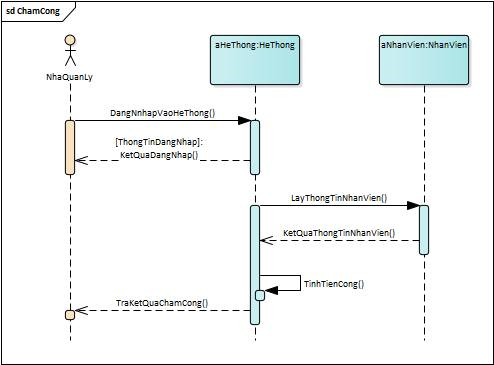 sd ChamCong
aHeThong:HeThong
aNhanVien:NhanVien
NhaQuanLy
DangNnhapVaoHeThong()
[ThongTinDangNhap]:
KetQuaDangNhap()
LayThongTinNhanVien()
KetQuaThongTinNhanVien()
TinhTienCong()
TraKetQuaChamCong()